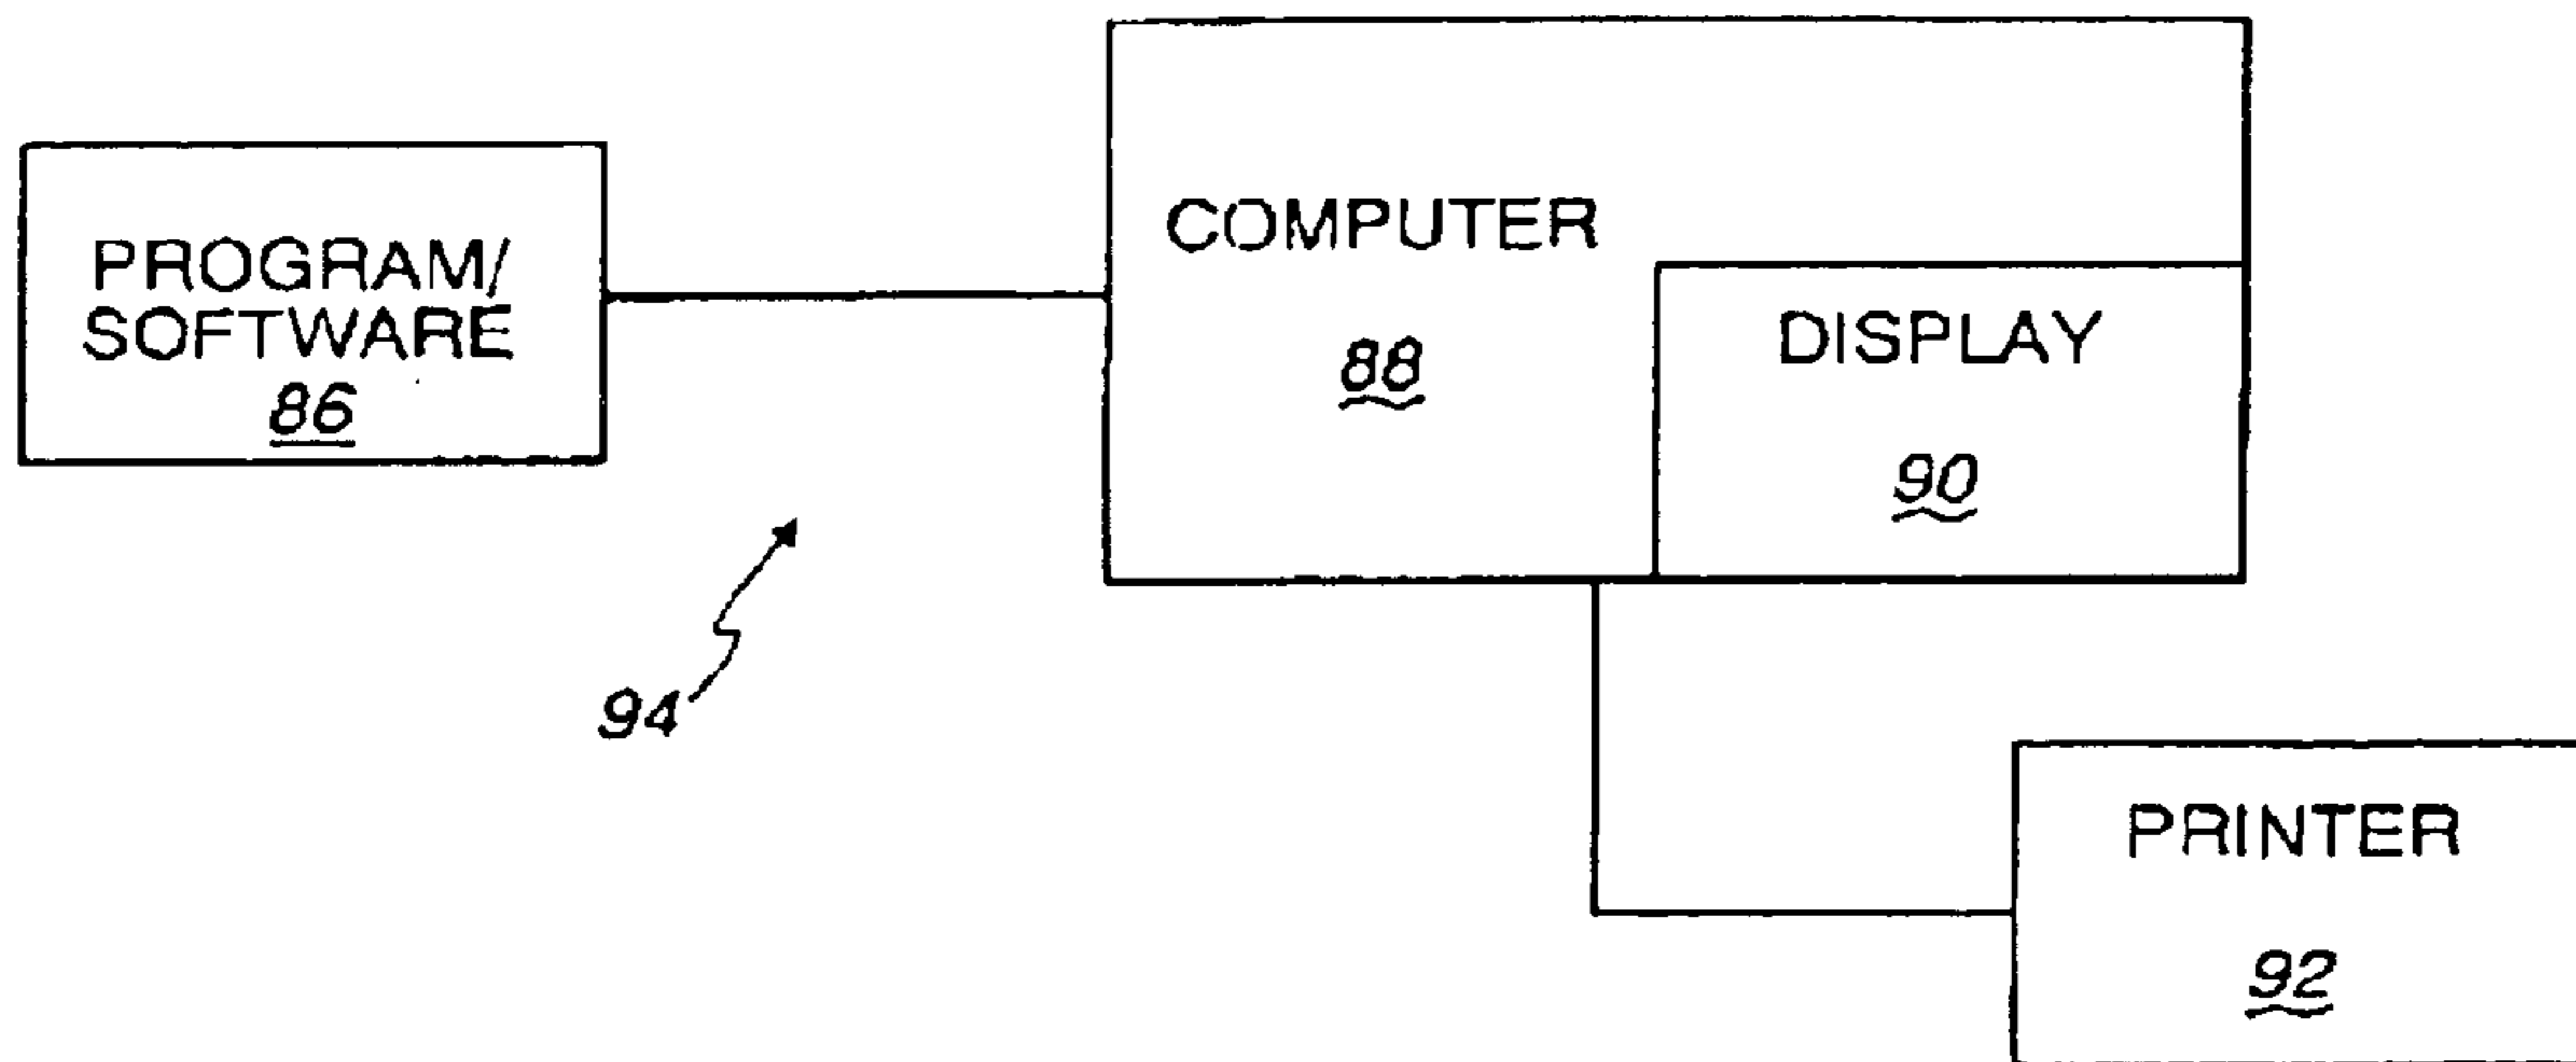 PROGRAM/
SOFTWARE
86
COMPUTER
88
DISPLAY
90
94
PRINTER
92